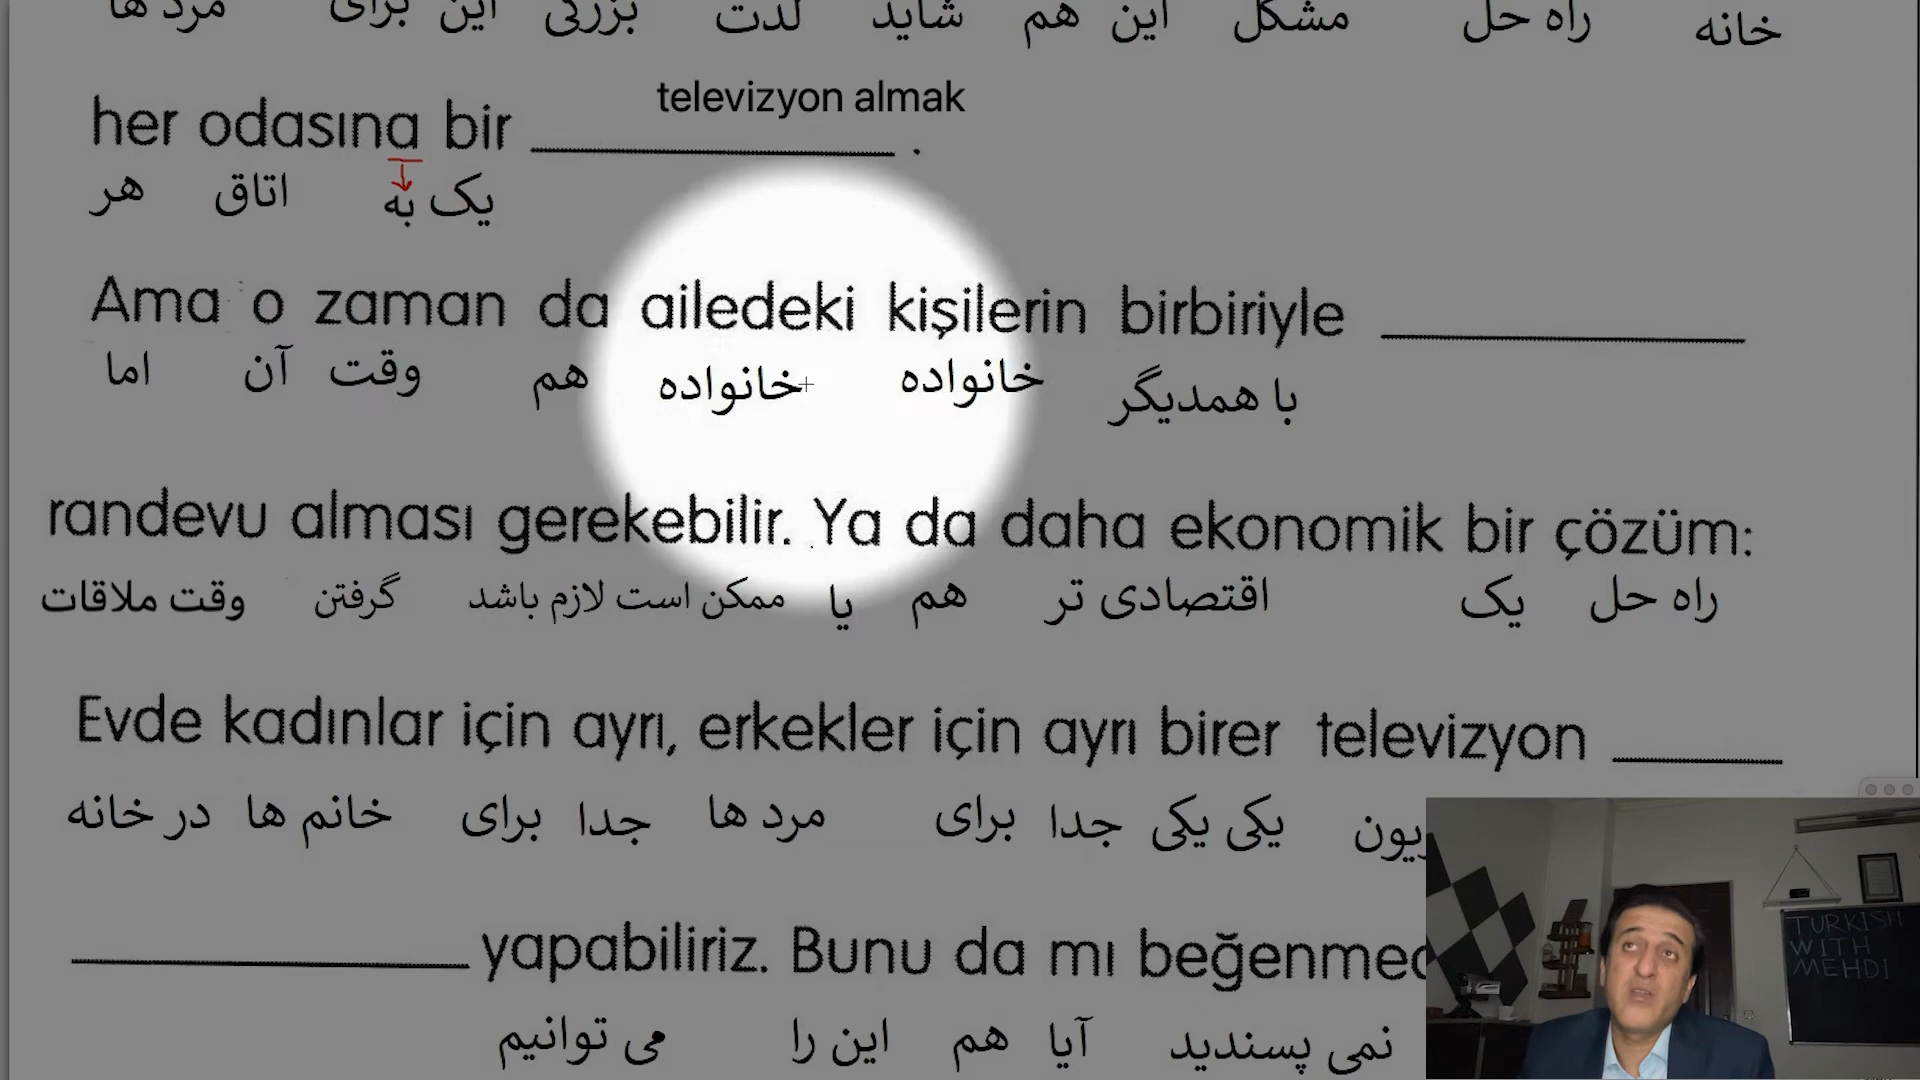 خانه راه حل مشکل این هم شاید لذت بزرگی این برای مرد ها
televizyon almak
her odasına bir ____________ .
هر اتاق به یک
Ama o zaman da ailedeki kişilerin birbiriyle ____________
اما آن وقت هم خانواده خانواده با همدیگر
randevu alması gerekebilir. Ya da daha ekonomik bir çözüm:
وقت ملاقات گرفتن ممکن است لازم باشد یا هم اقتصادی تر یک راه حل
Evde kadınlar için ayrı, erkekler için ayrı birer televizyon ______
در خانه خانم ها برای جدا مرد ها برای جدا یکی یکی
____________ yapabiliriz. Bunu da mı
می توانیم این را هم آیا نمی پسندید
TURKISH
WITH
MEHDI